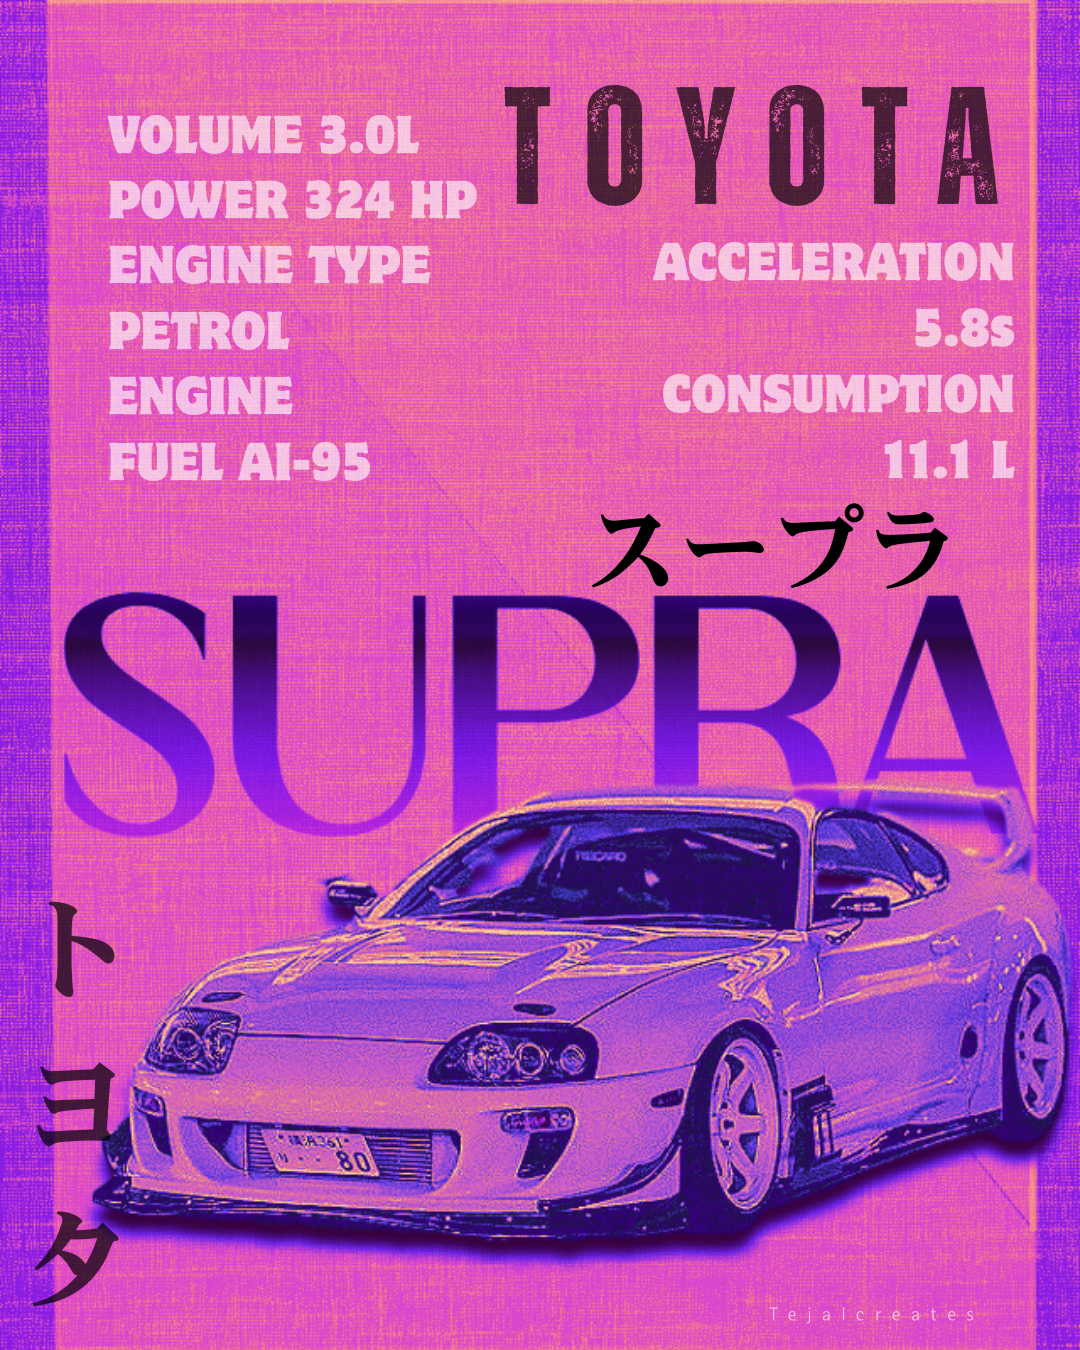 TOYOTA
VOLUME 3.0L
POWER 324 HP
ENGINE TYPE
PETROL
ENGINE
FUEL AI-95
ACCELERATION
5.8s
CONSUMPTION
11.1 L
スープラ
SUPRA
RECARO
トヨタ
80
Tejalcreates